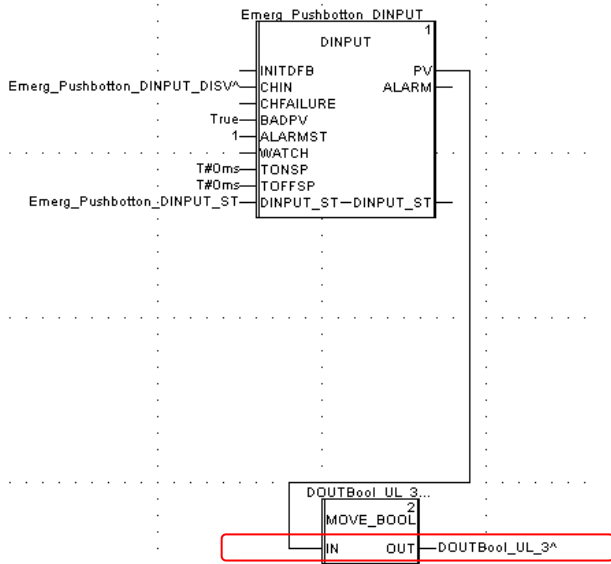 Emerg_Pushbotton_DINPUT
1
DINPUT
INITDFB PV
Emerg_Pushbotton_DINPUT_DISV^ CHIN ALARM
CHFAILURE
True BADPV
1 ALARMST
WATCH
T#0ms TONSP
T#0ms TOFFSP
Emerg_Pushbotton_DINPUT_ST DINPUT_ST—DINPUT_ST
DOUTBool_UL_3...
2
MOVE_BOOL
IN OUT DOUTBool_UL_3^